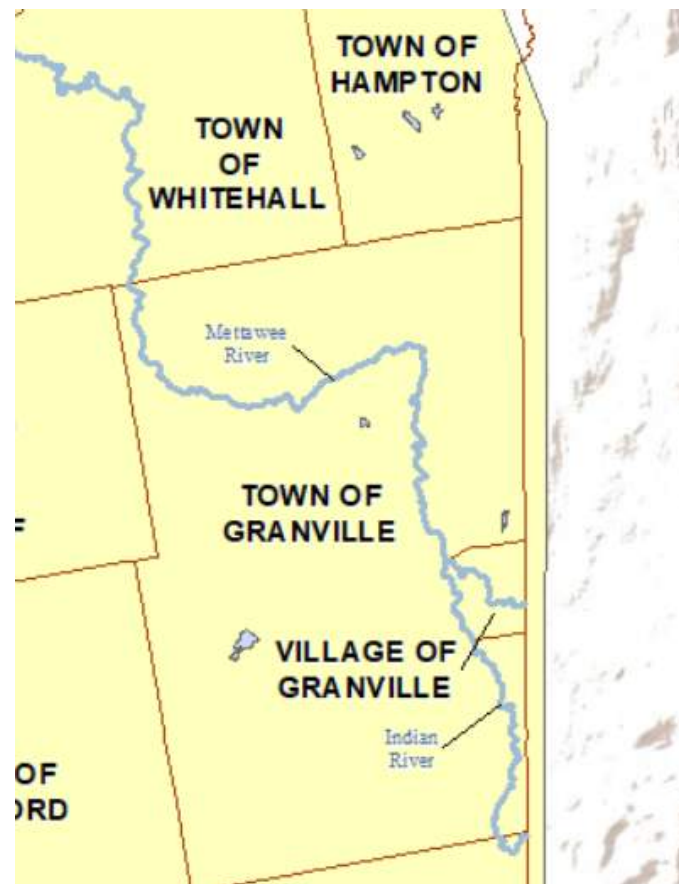 TOWN OF
HAMPTON
TOWN
OF
WHITEHALL
Mettawee
River
TOWN OF
GRANVILLE
F
VILLAGE OF
GRANVILLE
Indian
River
OF
ORD